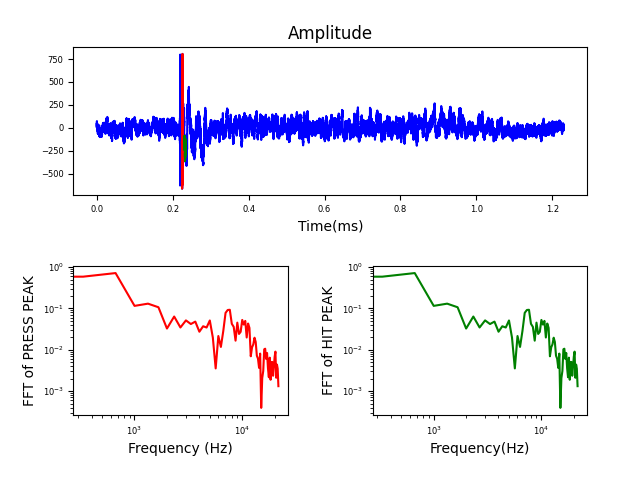 Amplitude
750
500
250
0
−250
−500
0.0 0.2 0.4 0.6 0.8 1.0 1.2
Time(ms)
FFT of PRESS PEAK
10⁰
10⁻¹
10⁻²
10⁻³
10³ 10⁴
Frequency (Hz)
FFT of HIT PEAK
10⁰
10⁻¹
10⁻²
10⁻³
10³ 10⁴
Frequency(Hz)